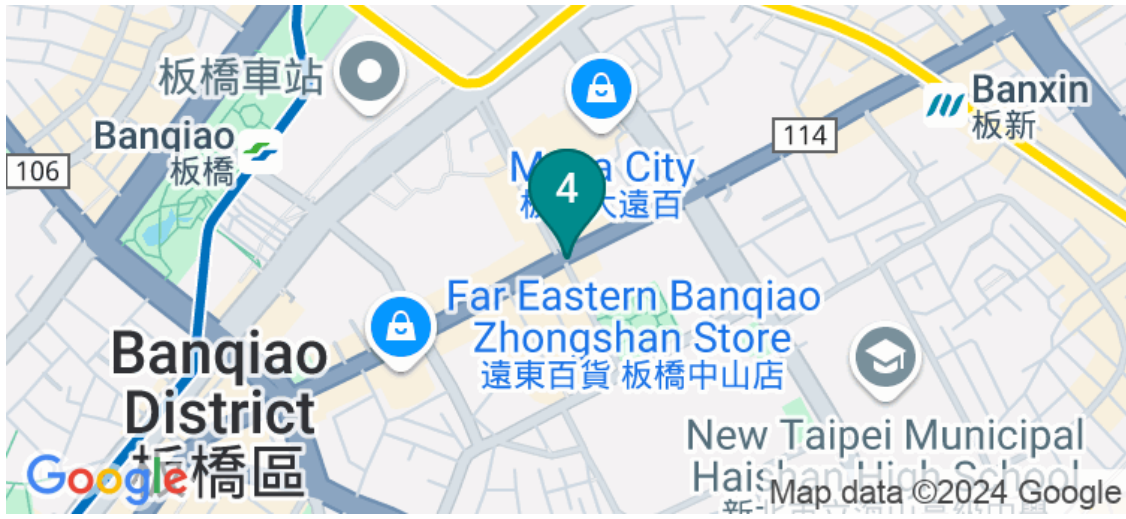 板橋車站
Banqiao
板橋
106
Banxin
板新
114
City
大遠百
4
Far Eastern Banqiao
Zhongshan Store
遠東百貨 板橋中山店
Banqiao
District
板橋區
New Taipei Municipal
Haishan High School
Google
Map data ©2024 Google